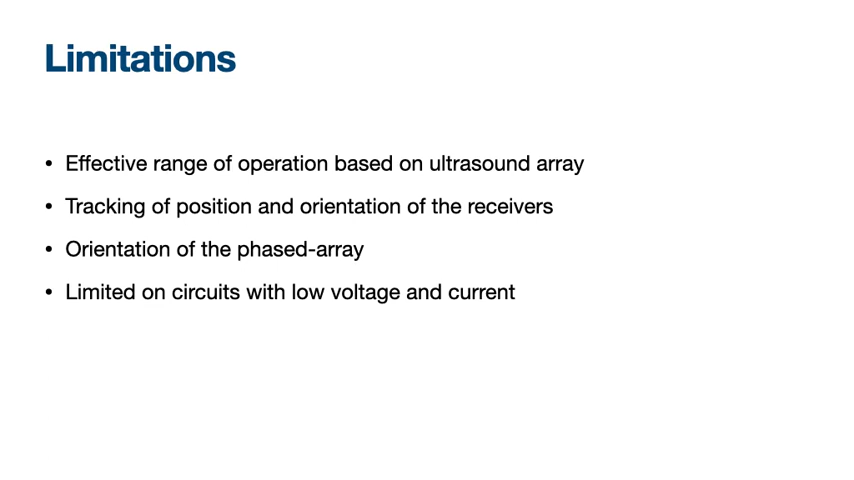 Limitations
• Effective range of operation based on ultrasound array
• Tracking of position and orientation of the receivers
• Orientation of the phased-array
• Limited on circuits with low voltage and current